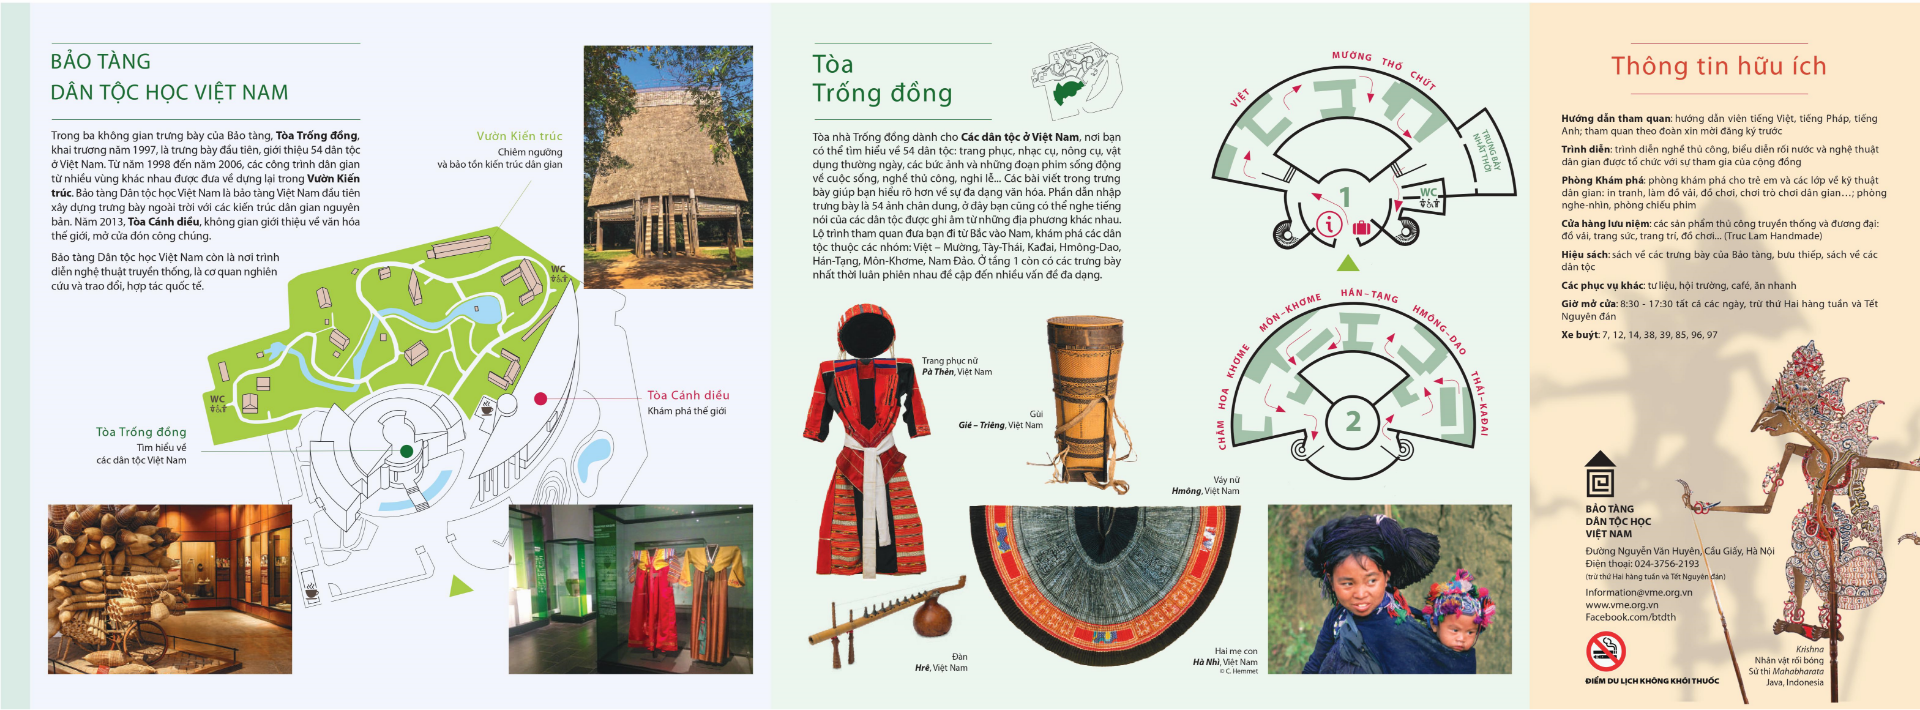 BẢO TÀNG
DÂN TỘC HỌC VIỆT NAM
Trong ba không gian trưng bày của Bảo tàng, Tòa Trống đồng,
khai trương năm 1997, là trưng bày đầu tiên, giới thiệu 54 dân tộc
ở Việt Nam. Từ năm 1998 đến năm 2006, các công trình dân gian
từ nhiều vùng khác nhau được đưa về dựng lại trong Vườn Kiến
trúc. Bảo tàng Dân tộc học Việt Nam là bảo tàng Việt Nam đầu tiên
xây dựng trưng bày ngoài trời với các kiến trúc dân gian nguyên
bản. Năm 2013, Tòa Cánh diều, không gian giới thiệu về văn hóa
thế giới, mở cửa đón công chúng.
Bảo tàng Dân tộc học Việt Nam còn là nơi trình
diễn nghệ thuật truyền thống, là cơ quan nghiên
cứu và trao đổi, hợp tác quốc tế.
Vườn Kiến trúc
Chiêm ngưỡng
và bảo tồn kiến trúc dân gian
WC
WC
Tòa Cánh diều
Khám phá thế giới
Tòa Trống đồng
Tìm hiểu về
các dân tộc Việt Nam
Tòa
Trống đồng
Tòa nhà Trống đồng dành cho Các dân tộc ở Việt Nam, nơi bạn
có thể tìm hiểu về 54 dân tộc: trang phục, nhạc cụ, nông cụ, vật
dụng thường ngày, các bức ảnh và những đoạn phim sống động
về cuộc sống, nghề thủ công, nghi lễ... Các bài viết trong trưng
bày giúp bạn hiểu rõ hơn về sự đa dạng văn hóa. Phần dẫn nhập
trưng bày là 54 ảnh chân dung, ở đây bạn cũng có thể nghe tiếng
nói của các dân tộc được ghi âm từ những địa phương khác nhau.
Lộ trình tham quan đưa bạn đi từ Bắc vào Nam, khám phá các dân
tộc thuộc các nhóm: Việt – Mường, Tày-Thái, Kađai, Hmông-Dao,
Hán-Tạng, Môn-Khơme, Nam Đảo. Ở tầng 1 còn có các trưng bày
nhất thời luân phiên nhau đề cập đến nhiều vấn đề đa dạng.
Trang phục nữ
Pà Thẻn, Việt Nam
Gùi
Gié – Triêng, Việt Nam
Váy nữ
Hmông, Việt Nam
Đàn
Hrê, Việt Nam
Hai mẹ con
Hà Nhì, Việt Nam
© C. Hemmet
VIỆT
MƯỜNG THỔ CHỨT
TRƯNG BÀY
NHẤT THỜI
1
WC
i
CHĂM HOA KHƠME MÔN–KHƠME HÁN–TẠNG HMÔNG–DAO THÁI–KAĐAI
2
Thông tin hữu ích
Hướng dẫn tham quan: hướng dẫn viên tiếng Việt, tiếng Pháp, tiếng
Anh; tham quan theo đoàn xin mời đăng ký trước
Trình diễn: trình diễn nghề thủ công, biểu diễn rối nước và nghệ thuật
dân gian được tổ chức với sự tham gia của cộng đồng
Phòng Khám phá: phòng khám phá cho trẻ em và các lớp về kỹ thuật
dân gian: in tranh, làm đồ vải, đồ chơi, chơi trò chơi dân gian...; phòng
nghe-nhìn, phòng chiếu phim
Cửa hàng lưu niệm: các sản phẩm thủ công truyền thống và đương đại:
đồ vải, trang sức, trang trí, đồ chơi... (Truc Lam Handmade)
Hiệu sách: sách về các trưng bày của Bảo tàng, bưu thiếp, sách về các
dân tộc
Các phục vụ khác: tư liệu, hội trường, café, ăn nhanh
Giờ mở cửa: 8:30 - 17:30 tất cả các ngày, trừ thứ Hai hàng tuần và Tết
Nguyên đán
Xe buýt: 7, 12, 14, 38, 39, 85, 96, 97
BẢO TÀNG
DÂN TỘC HỌC
VIỆT NAM
Đường Nguyễn Văn Huyên, Cầu Giấy, Hà Nội
Điện thoại: 024-3756-2193
(trừ thứ Hai hàng tuần và Tết Nguyên đán)
Information@vme.org.vn
www.vme.org.vn
Facebook.com/btdth
ĐIỂM DU LỊCH KHÔNG KHÓI THUỐC
Krishna
Nhân vật rối bóng
Sử thi Mahabharata
Java, Indonesia